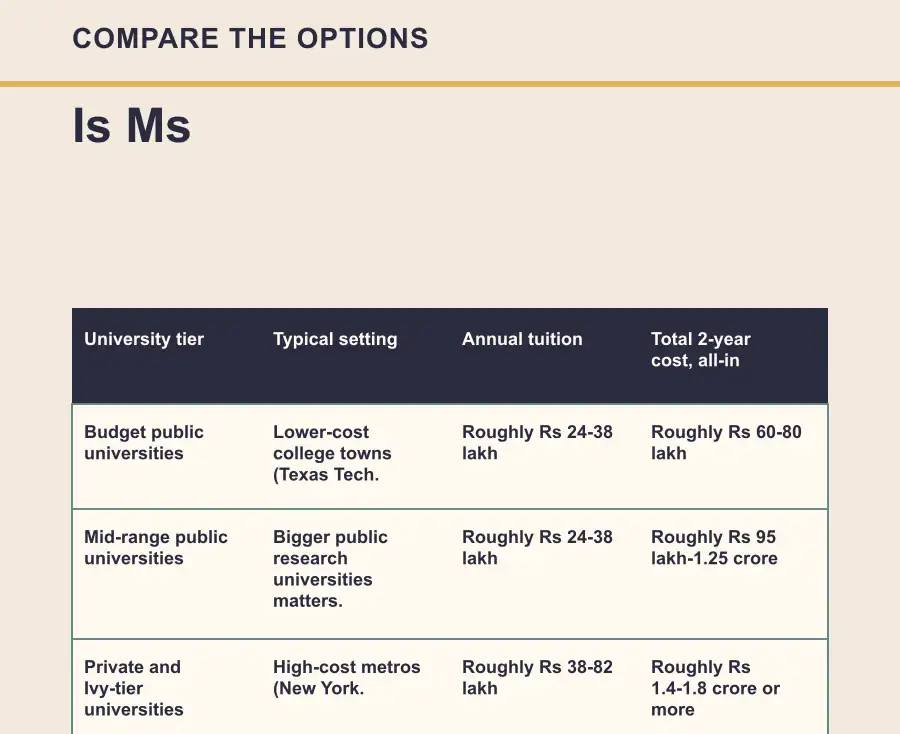 COMPARE THE OPTIONS
Is Ms
University tier
Typical setting
Annual tuition
Total 2-year
cost, all-in
Budget public
universities
Lower-cost
college towns
(Texas Tech.
Roughly Rs 24-38
lakh
Roughly Rs 60-80
lakh
Mid-range public
universities
Bigger public
research
universities
matters.
Roughly Rs 24-38
lakh
Roughly Rs 95
lakh-1.25 crore
Private and
Ivy-tier
universities
High-cost metros
(New York.
Roughly Rs 38-82
lakh
Roughly Rs
1.4-1.8 crore or
more